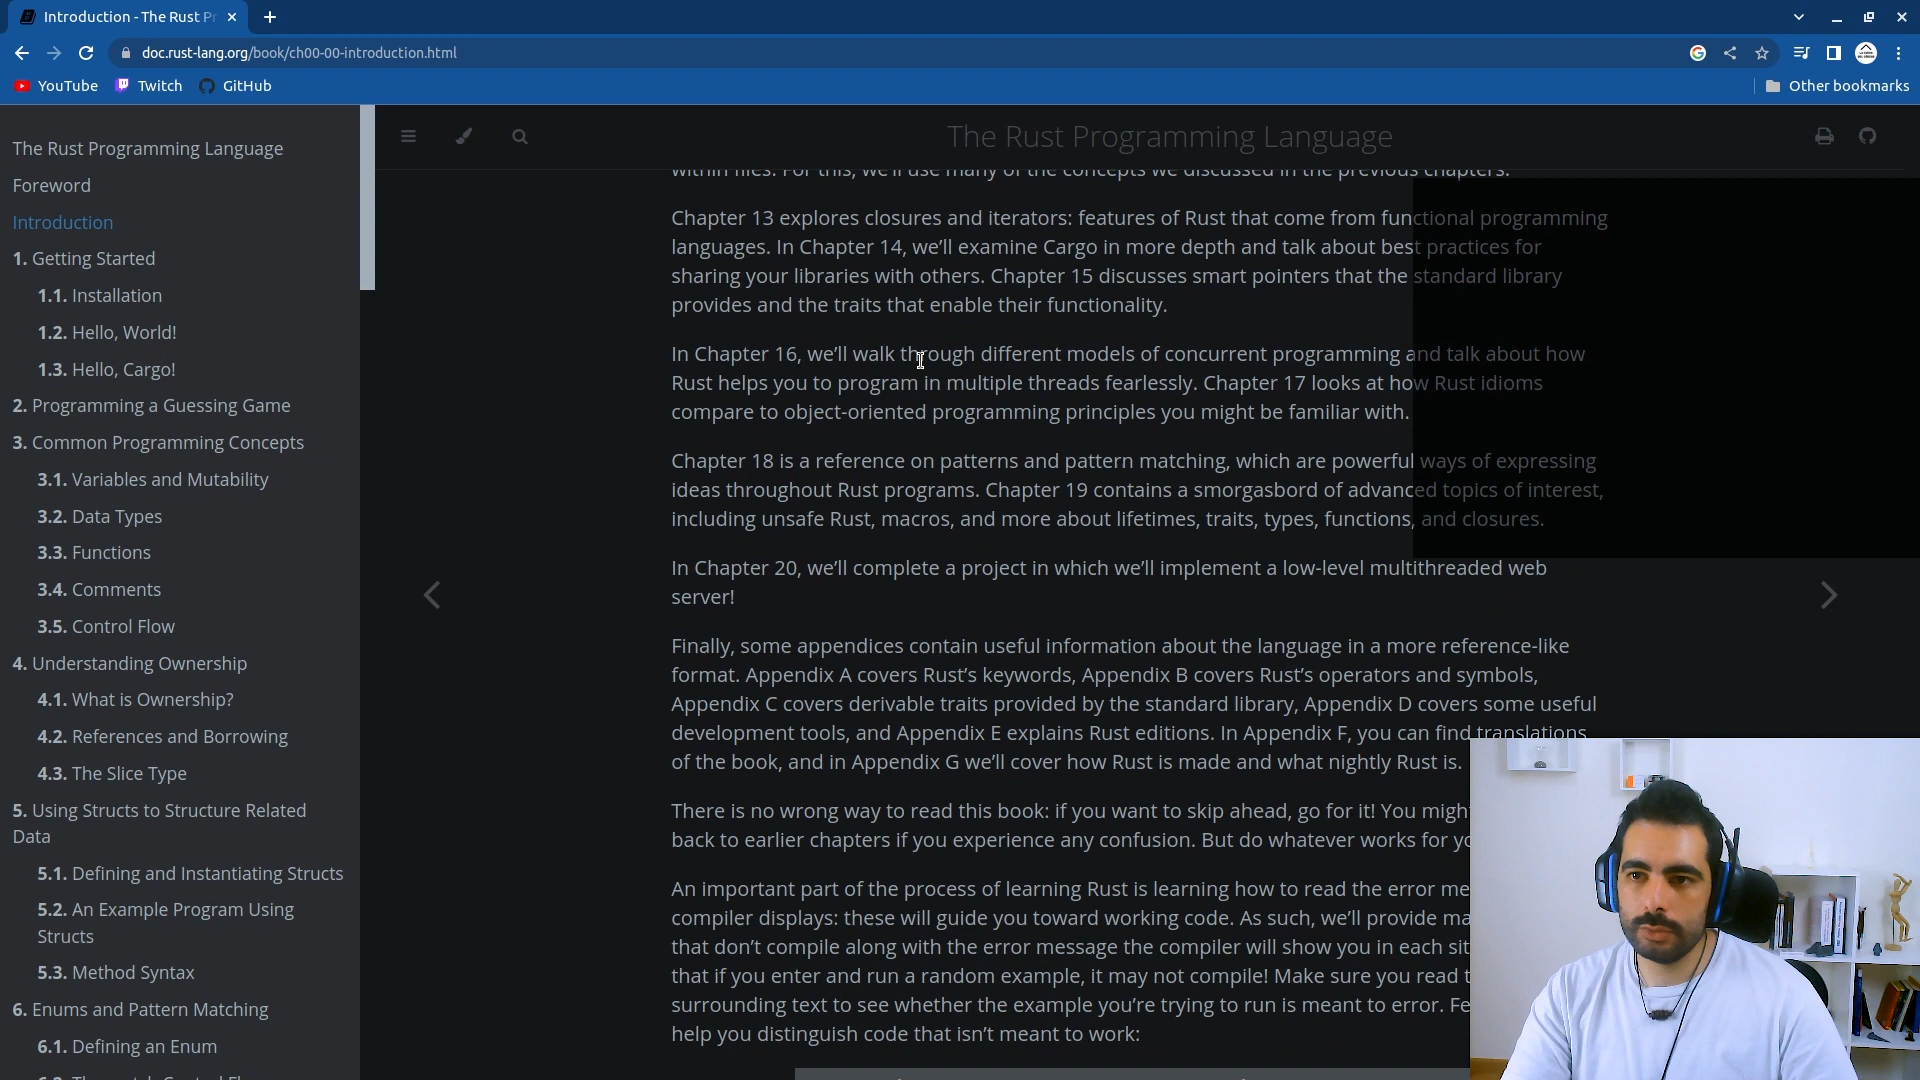 Introduction - The Rust Pr
doc.rust-lang.org/book/ch00-00-introduction.html
YouTube
Twitch
GitHub
Other bookmarks
The Rust Programming Language
Foreword
Introduction
1. Getting Started
1.1. Installation
1.2. Hello, World!
1.3. Hello, Cargo!
2. Programming a Guessing Game
3. Common Programming Concepts
3.1. Variables and Mutability
3.2. Data Types
3.3. Functions
3.4. Comments
3.5. Control Flow
4. Understanding Ownership
4.1. What is Ownership?
4.2. References and Borrowing
4.3. The Slice Type
5. Using Structs to Structure Related
Data
5.1. Defining and Instantiating Structs
5.2. An Example Program Using
Structs
5.3. Method Syntax
6. Enums and Pattern Matching
6.1. Defining an Enum
The Rust Programming Language
within files. For this, we'll use many of the concepts we discussed in the previous chapters.
Chapter 13 explores closures and iterators: features of Rust that come from functional programming
languages. In Chapter 14, we’ll examine Cargo in more depth and talk about best practices for
sharing your libraries with others. Chapter 15 discusses smart pointers that the standard library
provides and the traits that enable their functionality.
In Chapter 16, we’ll walk through different models of concurrent programming and talk about how
Rust helps you to program in multiple threads fearlessly. Chapter 17 looks at how Rust idioms
compare to object-oriented programming principles you might be familiar with.
Chapter 18 is a reference on patterns and pattern matching, which are powerful ways of expressing
ideas throughout Rust programs. Chapter 19 contains a smorgasbord of advanced topics of interest,
including unsafe Rust, macros, and more about lifetimes, traits, types, functions, and closures.
In Chapter 20, we’ll complete a project in which we’ll implement a low-level multithreaded web
server!
Finally, some appendices contain useful information about the language in a more reference-like
format. Appendix A covers Rust’s keywords, Appendix B covers Rust’s operators and symbols,
Appendix C covers derivable traits provided by the standard library, Appendix D covers some useful
development tools, and Appendix E explains Rust editions. In Appendix F, you can find translations
of the book, and in Appendix G we’ll cover how Rust is made and what nightly Rust is.
There is no wrong way to read this book: if you want to skip ahead, go for it! You migh
back to earlier chapters if you experience any confusion. But do whatever works for yo
An important part of the process of learning Rust is learning how to read the error me
compiler displays: these will guide you toward working code. As such, we’ll provide ma
that don’t compile along with the error message the compiler will show you in each sit
that if you enter and run a random example, it may not compile! Make sure you read t
surrounding text to see whether the example you’re trying to run is meant to error. Fe
help you distinguish code that isn’t meant to work: